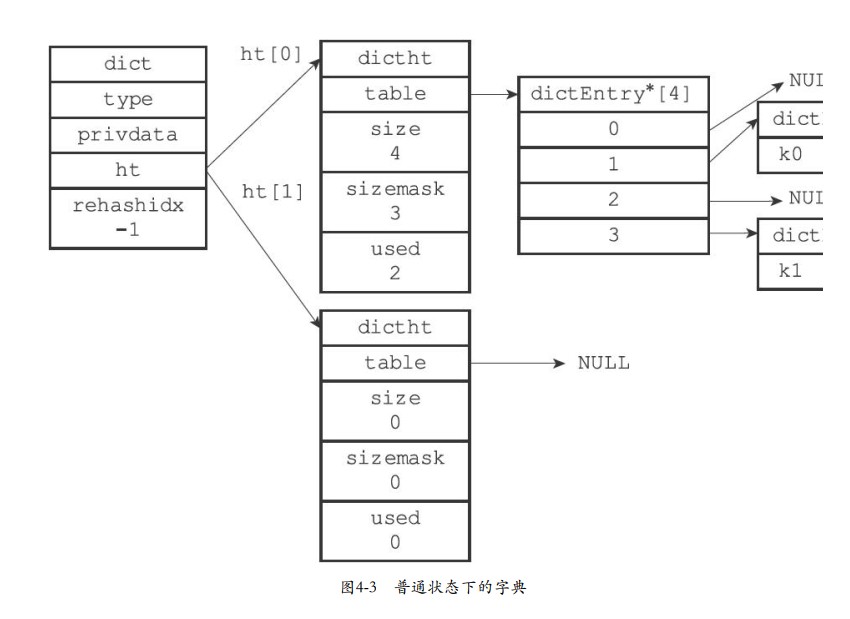 dict
type
privdata
ht
rehashidx
-1
ht[0]
ht[1]
dictht
table
size
4
sizemask
3
used
2
dictEntry*[4]
0
1
2
3
NUL
dict
k0
NUL
dict
k1
dictht
table
NULL
size
0
sizemask
0
used
0
图4-3 普通状态下的字典